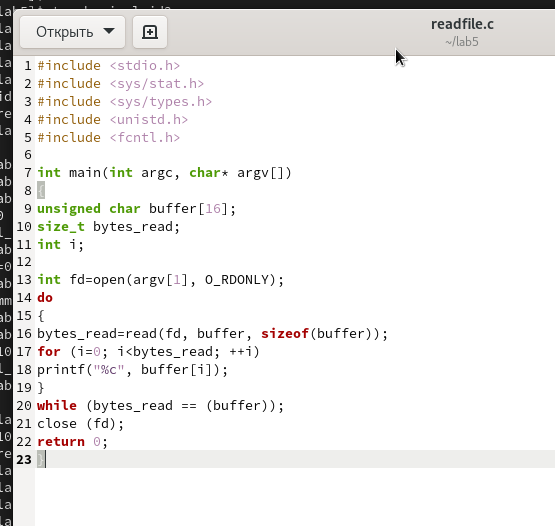 Открыть
readfile.c
~/lab5
1 #include <stdio.h>
2 #include <sys/stat.h>
3 #include <sys/types.h>
4 #include <unistd.h>
5 #include <fcntl.h>
6
7 int main(int argc, char* argv[])
8 {
9 unsigned char buffer[16];
10 size_t bytes_read;
11 int i;
12
13 int fd=open(argv[1], O_RDONLY);
14 do
15 {
16 bytes_read=read(fd, buffer, sizeof(buffer));
17 for (i=0; i<bytes_read; ++i)
18 printf("%c", buffer[i]);
19 }
20 while (bytes_read == (buffer));
21 close (fd);
22 return 0;
23 }